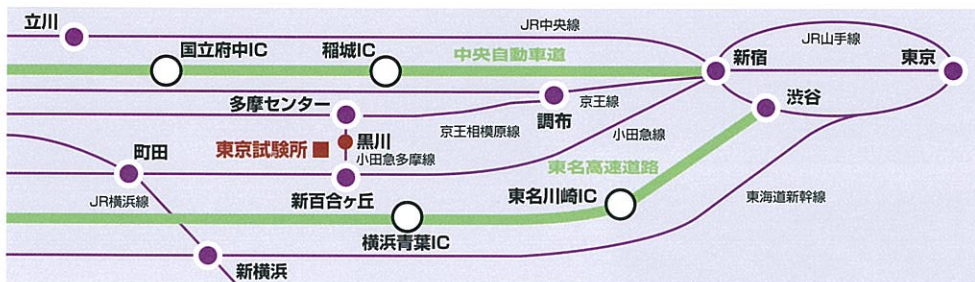 立川
JR中央線
国立府中IC
稲城IC
中央自動車道
新宿
JR山手線
東京
多摩センター
調布
京王線
渋谷
京王相模原線
小田急線
黒川
東京試験所
小田急多摩線
町田
東名高速道路
JR横浜線
新百合ヶ丘
東名川崎IC
東海道新幹線
横浜青葉IC
新横浜